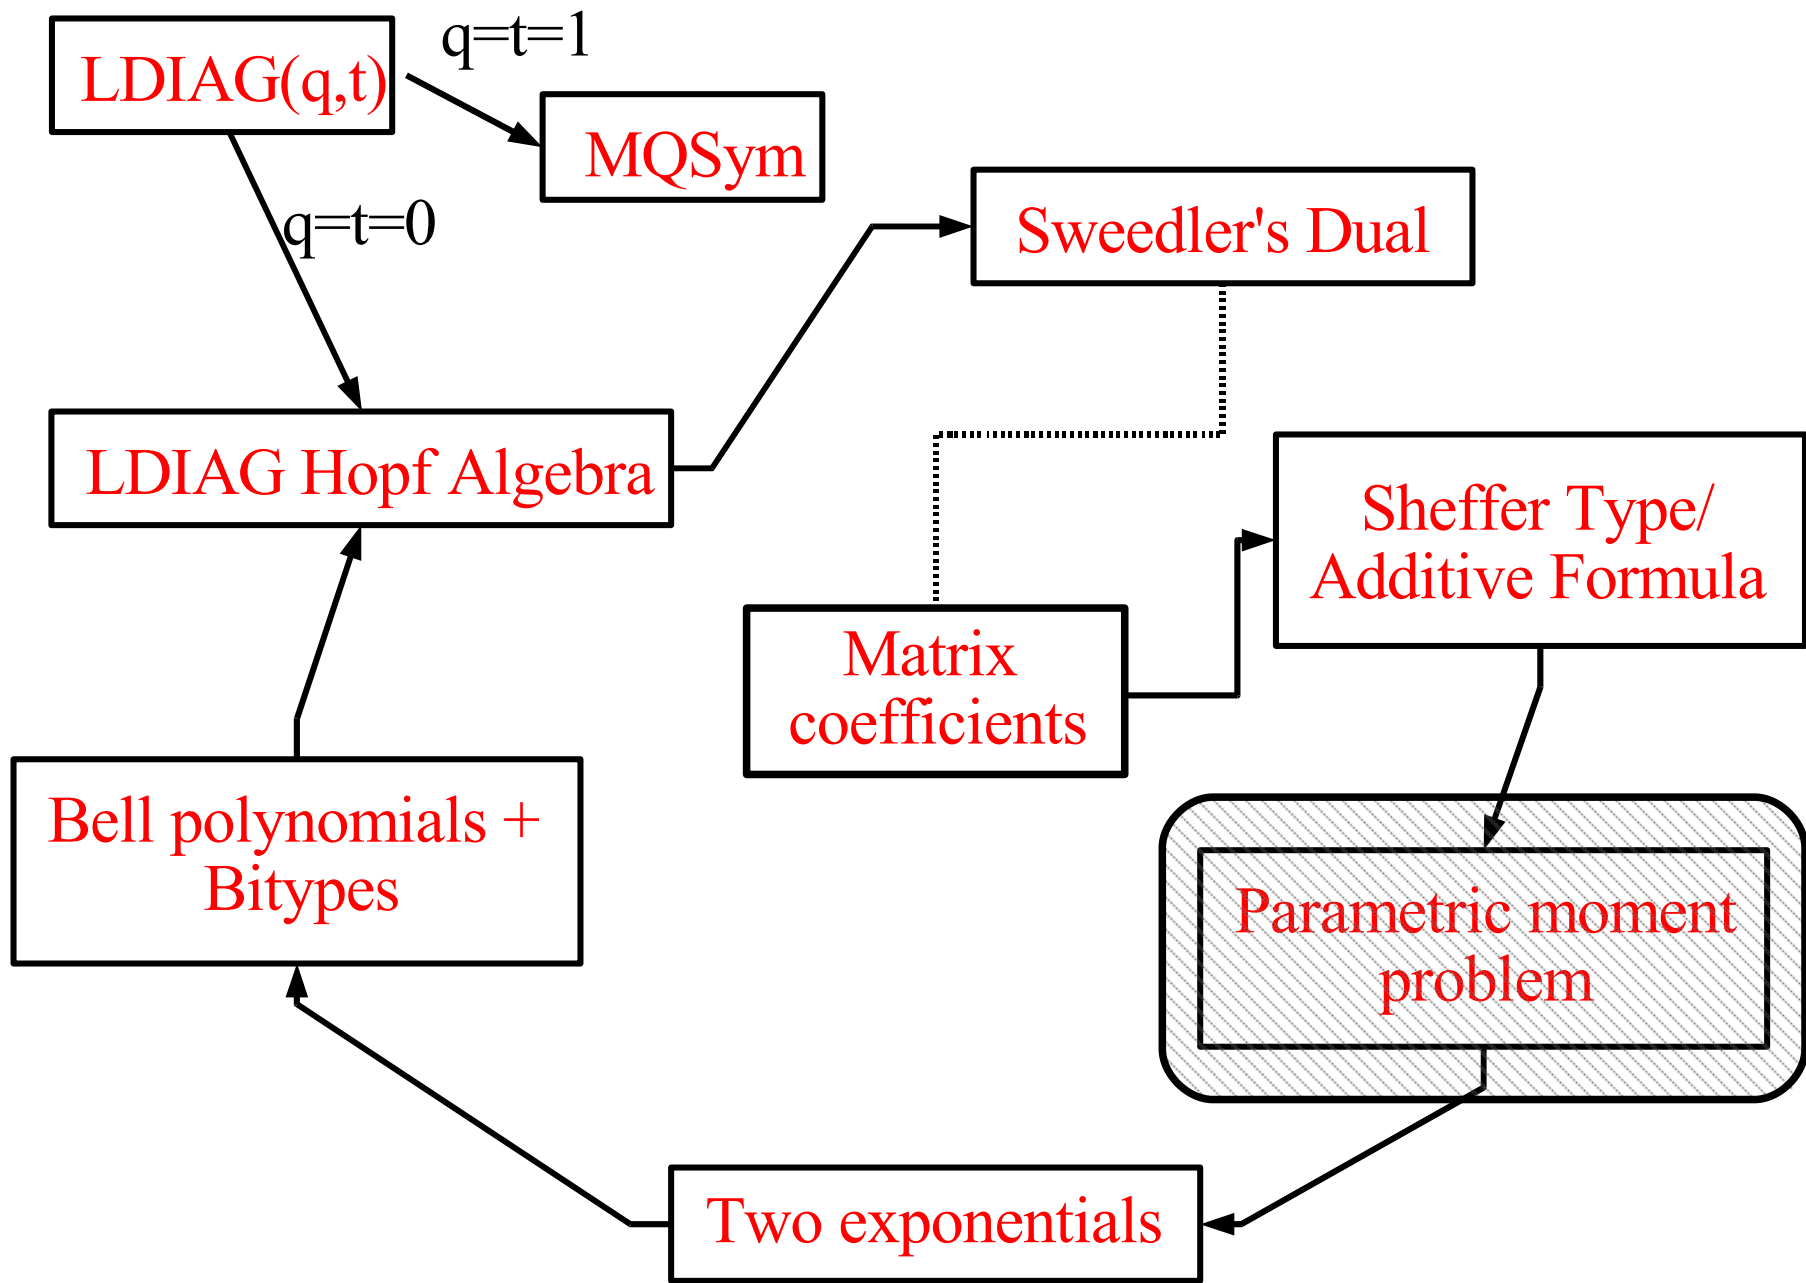 q=t=1
LDIAG(q,t)
MQSym
Sweedler's Dual
q=t=0
LDIAG Hopf Algebra
Sheffer Type/
Additive Formula
Matrix
coefficients
Bell polynomials +
Bitypes
Parametric moment
problem
Two exponentials